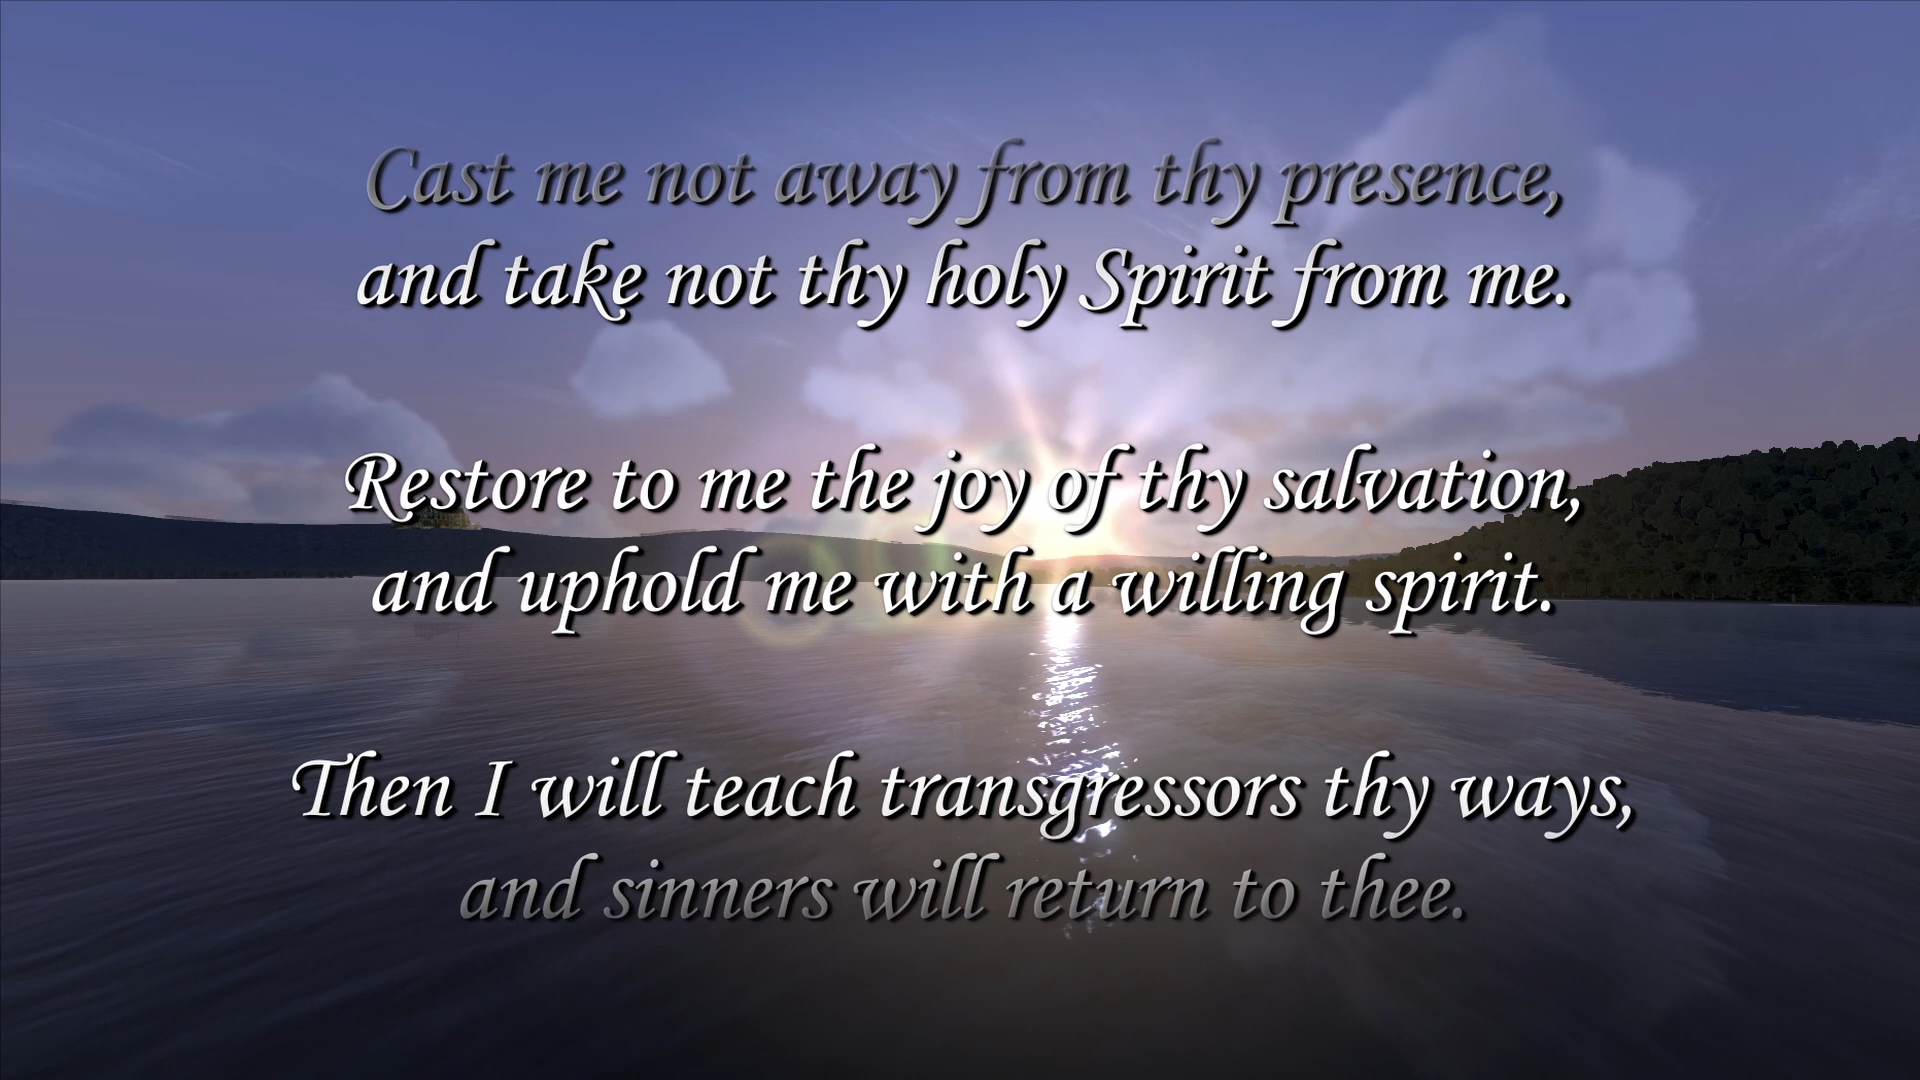 Cast me not away from thy presence,
and take not thy holy Spirit from me.
Restore to me the joy of thy salvation,
and uphold me with a willing spirit.
Then I will teach transgressors thy ways,
and sinners will return to thee.